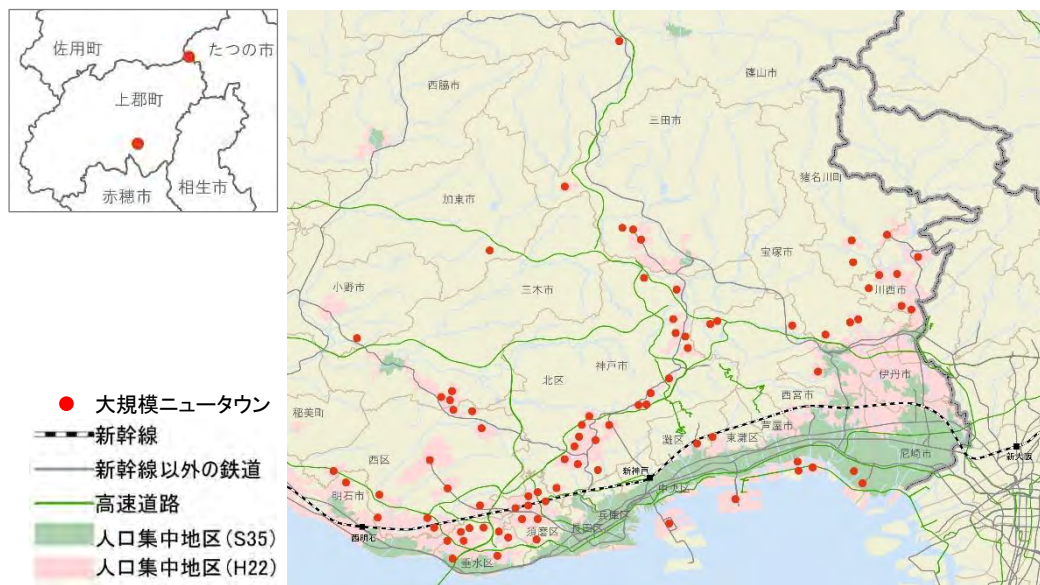 佐用町
たつの市
上郡町
赤穂市
相生市
西脇市
篠山市
三田市
猪名川町
加東市
宝塚市
川西市
小野市
三木市
神戸市
北区
西宮市
伊丹市
稲美町
芦屋市
灘区
東灘区
西区
尼崎市
新大阪
新神戸
中央区
明石市
兵庫区
西明石
須磨区
長田区
垂水区
大規模ニュータウン
新幹線
新幹線以外の鉄道
高速道路
人口集中地区(S35)
人口集中地区(H22)